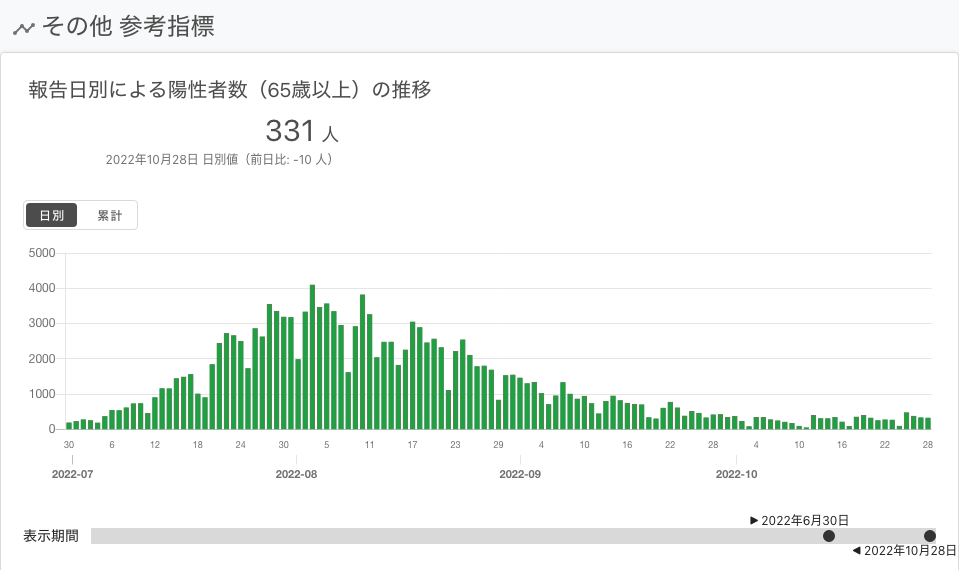 その他 参考指標
報告日別による陽性者数（65歳以上）の推移
331 人
2022年10月28日 日別値（前日比: -10 人）
日別 累計
5000
4000
3000
2000
1000
0
30 6 12 18 24 30 5 11 17 23 29 4 10 16 22 28 4 10 16 22 28
2022-07 2022-08 2022-09 2022-10
▶ 2022年6月30日
表示期間
◀ 2022年10月28日